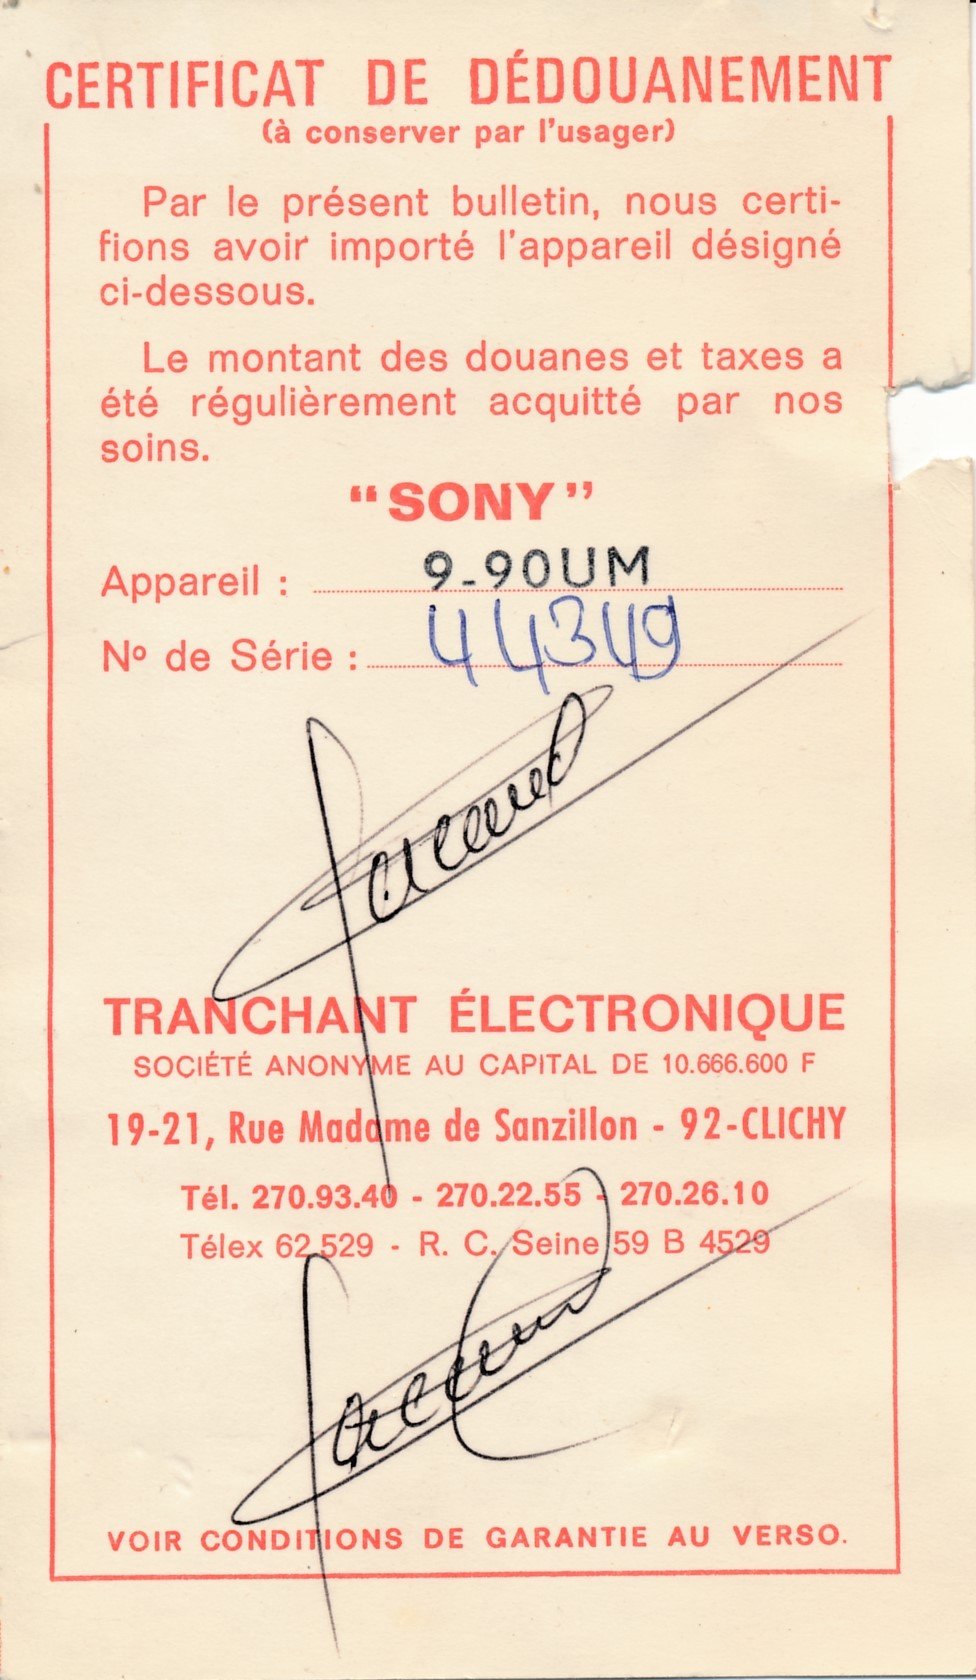 CERTIFICAT DE DÉDOUANEMENT
(à conserver par l'usager)
Par le présent bulletin, nous certi-
fions avoir importé l'appareil désigné
ci-dessous.
Le montant des douanes et taxes a
été régulièrement acquitté par nos
soins.
"SONY"
Appareil : 9-90UM
Nº de Série : 44349
TRANCHANT ÉLECTRONIQUE
SOCIÉTÉ ANONYME AU CAPITAL DE 10.666.600 F
19-21, Rue Madame de Sanzillon - 92-CLICHY
Tél. 270.93.40 - 270.22.55 - 270.26.10
Télex 62 529 - R. C. Seine 59 B 4529
VOIR CONDITIONS DE GARANTIE AU VERSO.